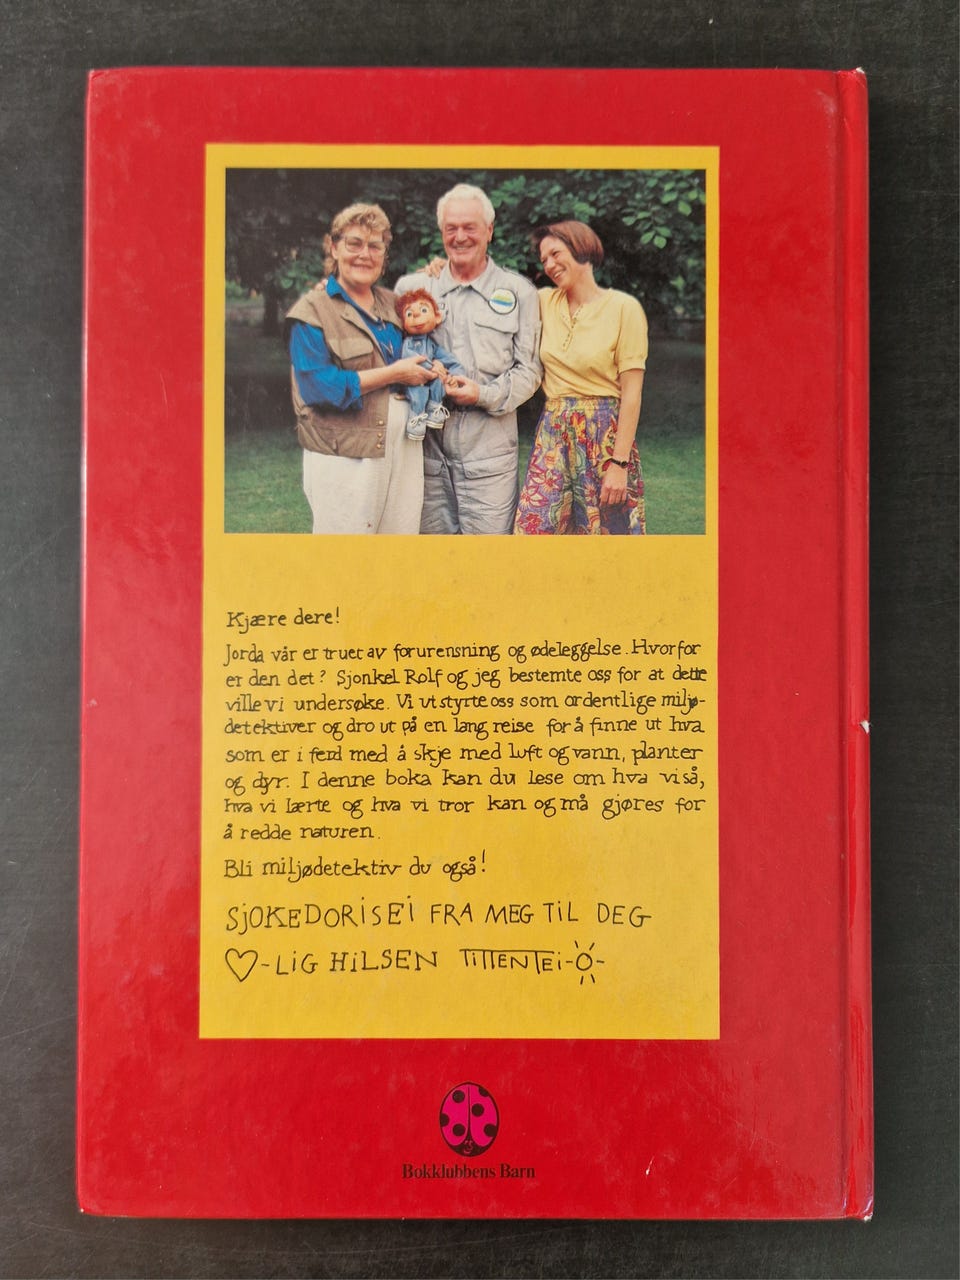 Kjære dere!
Jorda vår er truet av forurensning og ødeleggelse. Hvorfor
er den det? Sjonkel Rolf og jeg bestemte oss for at dette
ville vi undersøke. Vi utstyrte oss som ordentlige miljø-
detektiver og dro ut på en lang reise for å finne ut hva
som er i ferd med å skje med luft og vann, planter
og dyr. I denne boka kan du lese om hva vi så,
hva vi lærte og hva vi tror kan og må gjøres for
å redde naturen.
Bli miljødetektiv du også!
SjOKEDORiSEi FRA MEG TiL DEG
♡-LiG HiLSEN TiTTENTEi-O-
Bokklubbens Barn